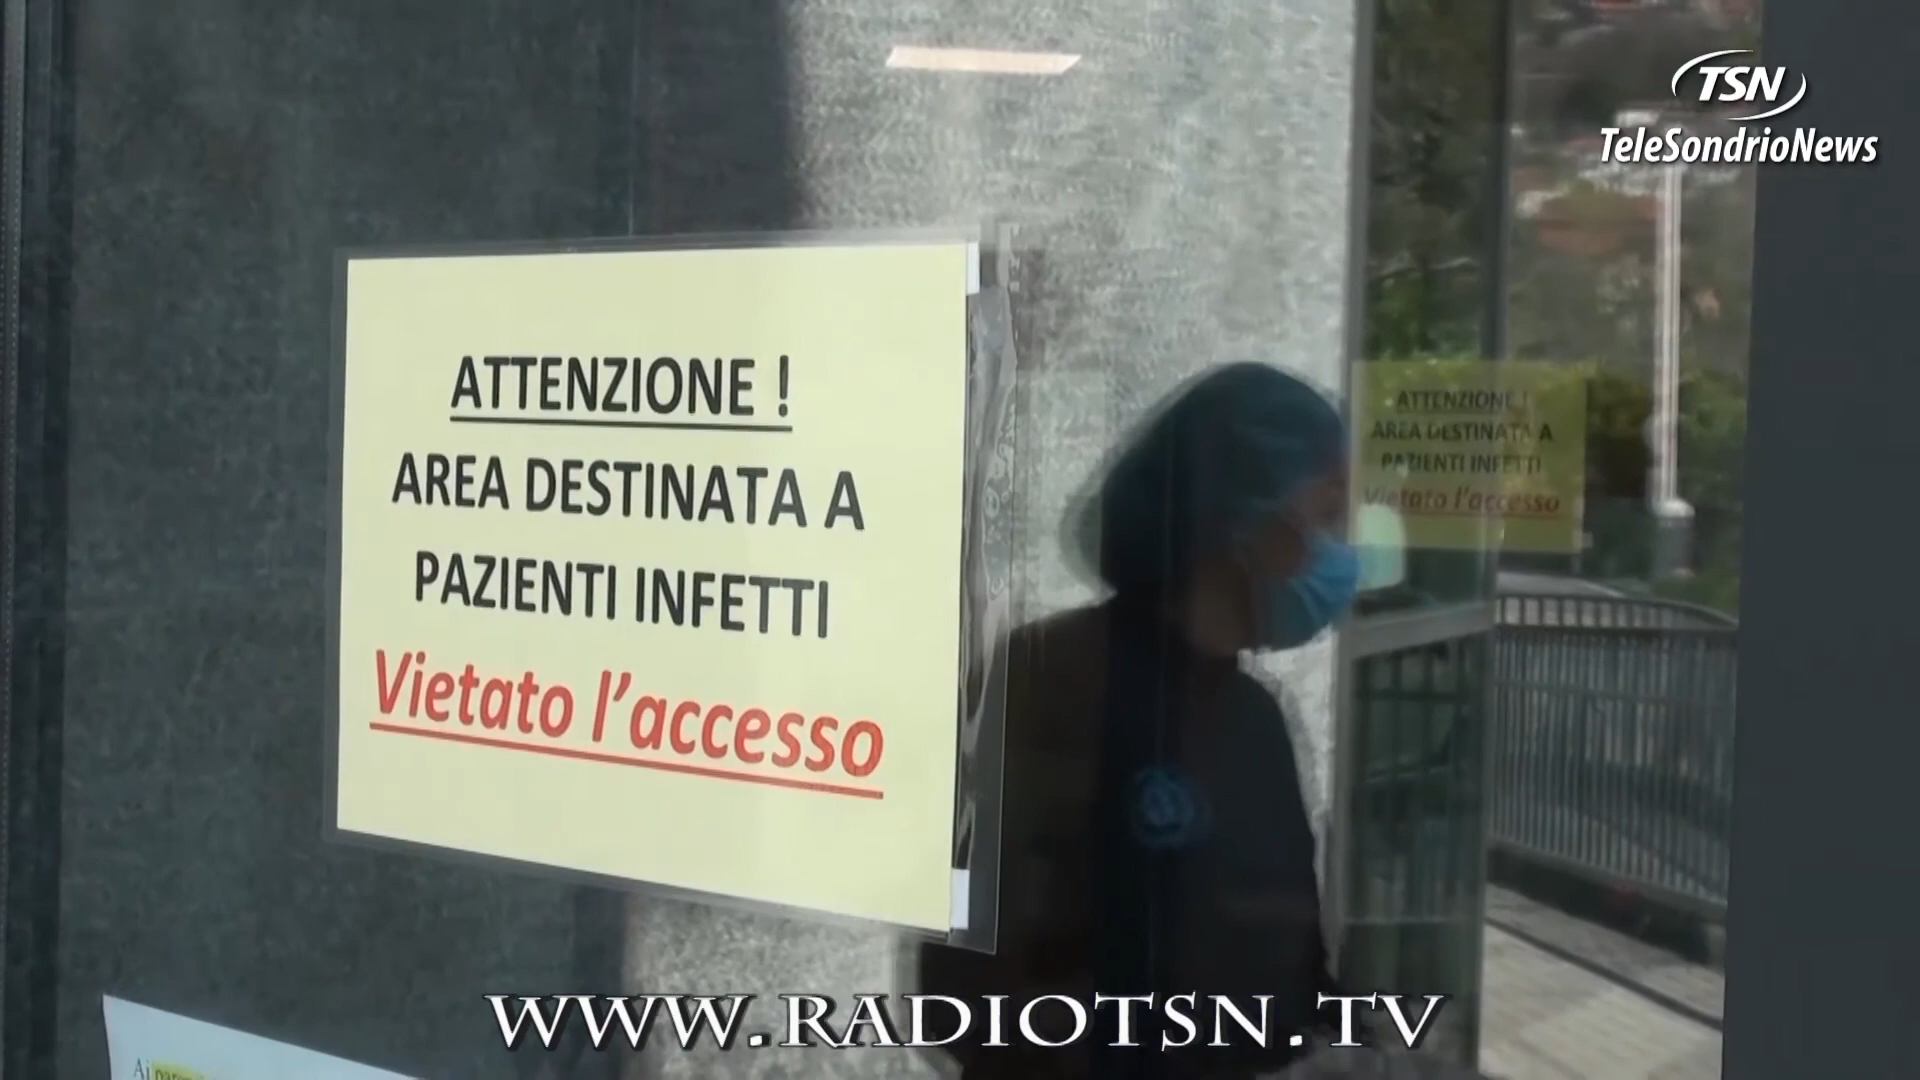 TSN
TeleSondrioNews
ATTENZIONE !
AREA DESTINATA A
PAZIENTI INFETTI
Vietato l'accesso
ATTENZIONE !
AREA DESTINATA A
PAZIENTI INFETTI
Vietato l'accesso
WWW.RADIOTSN.TV
Ai